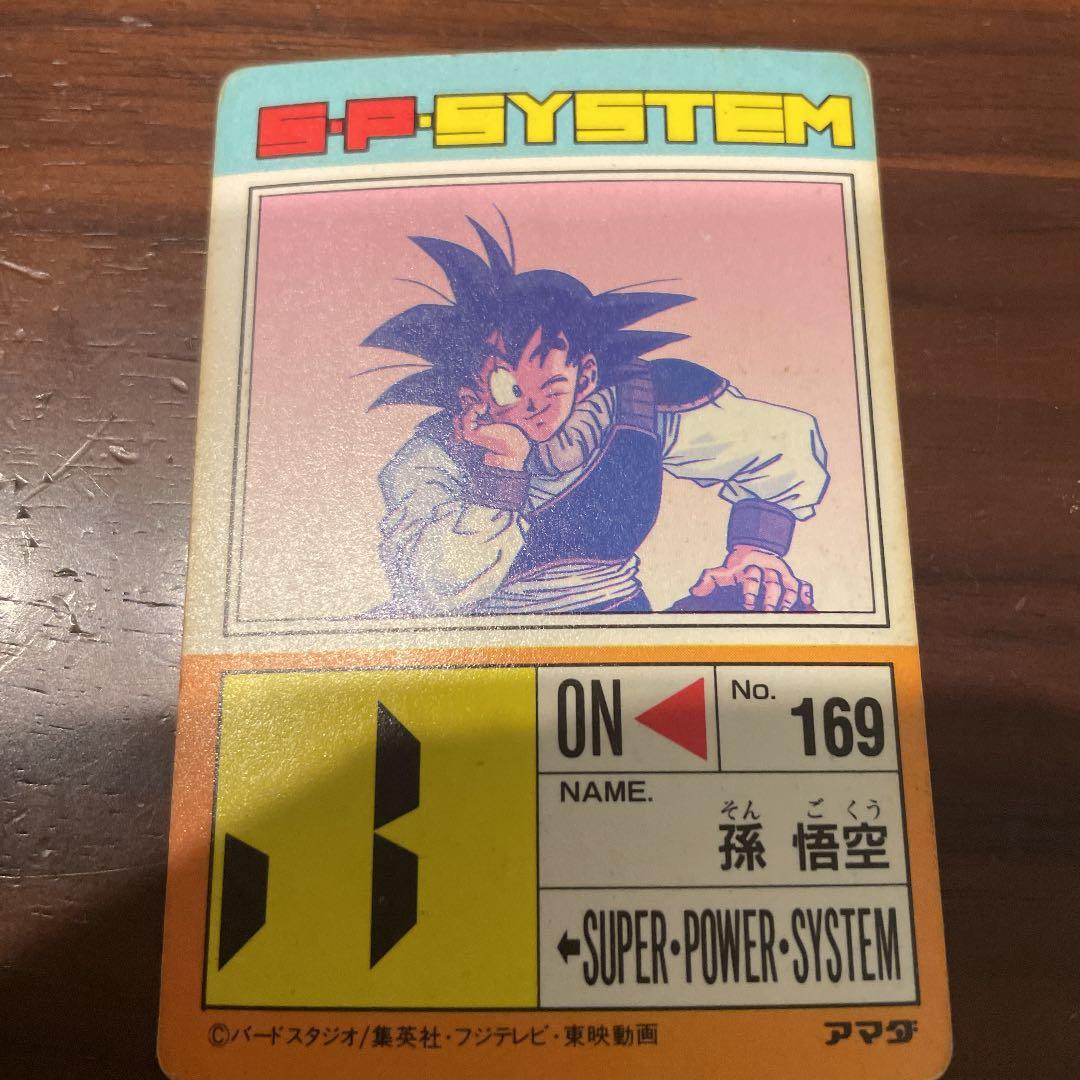 S・P・SYSTEM
ON
No.
169
NAME.
そん ご くう
孫 悟空
←SUPER・POWER・SYSTEM
©バードスタジオ/集英社・フジテレビ・東映動画
アマダ